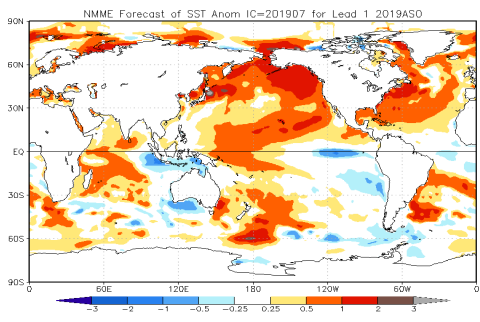 NMME Forecast of SST Anom IC=201907 for Lead 1 2019ASO
90N
60N
30N
EQ
30S
60S
90S
0 60E 120E 180 120W 60W 0
-3 -2 -1 -0.5 -0.25 0.25 0.5 1 2 3